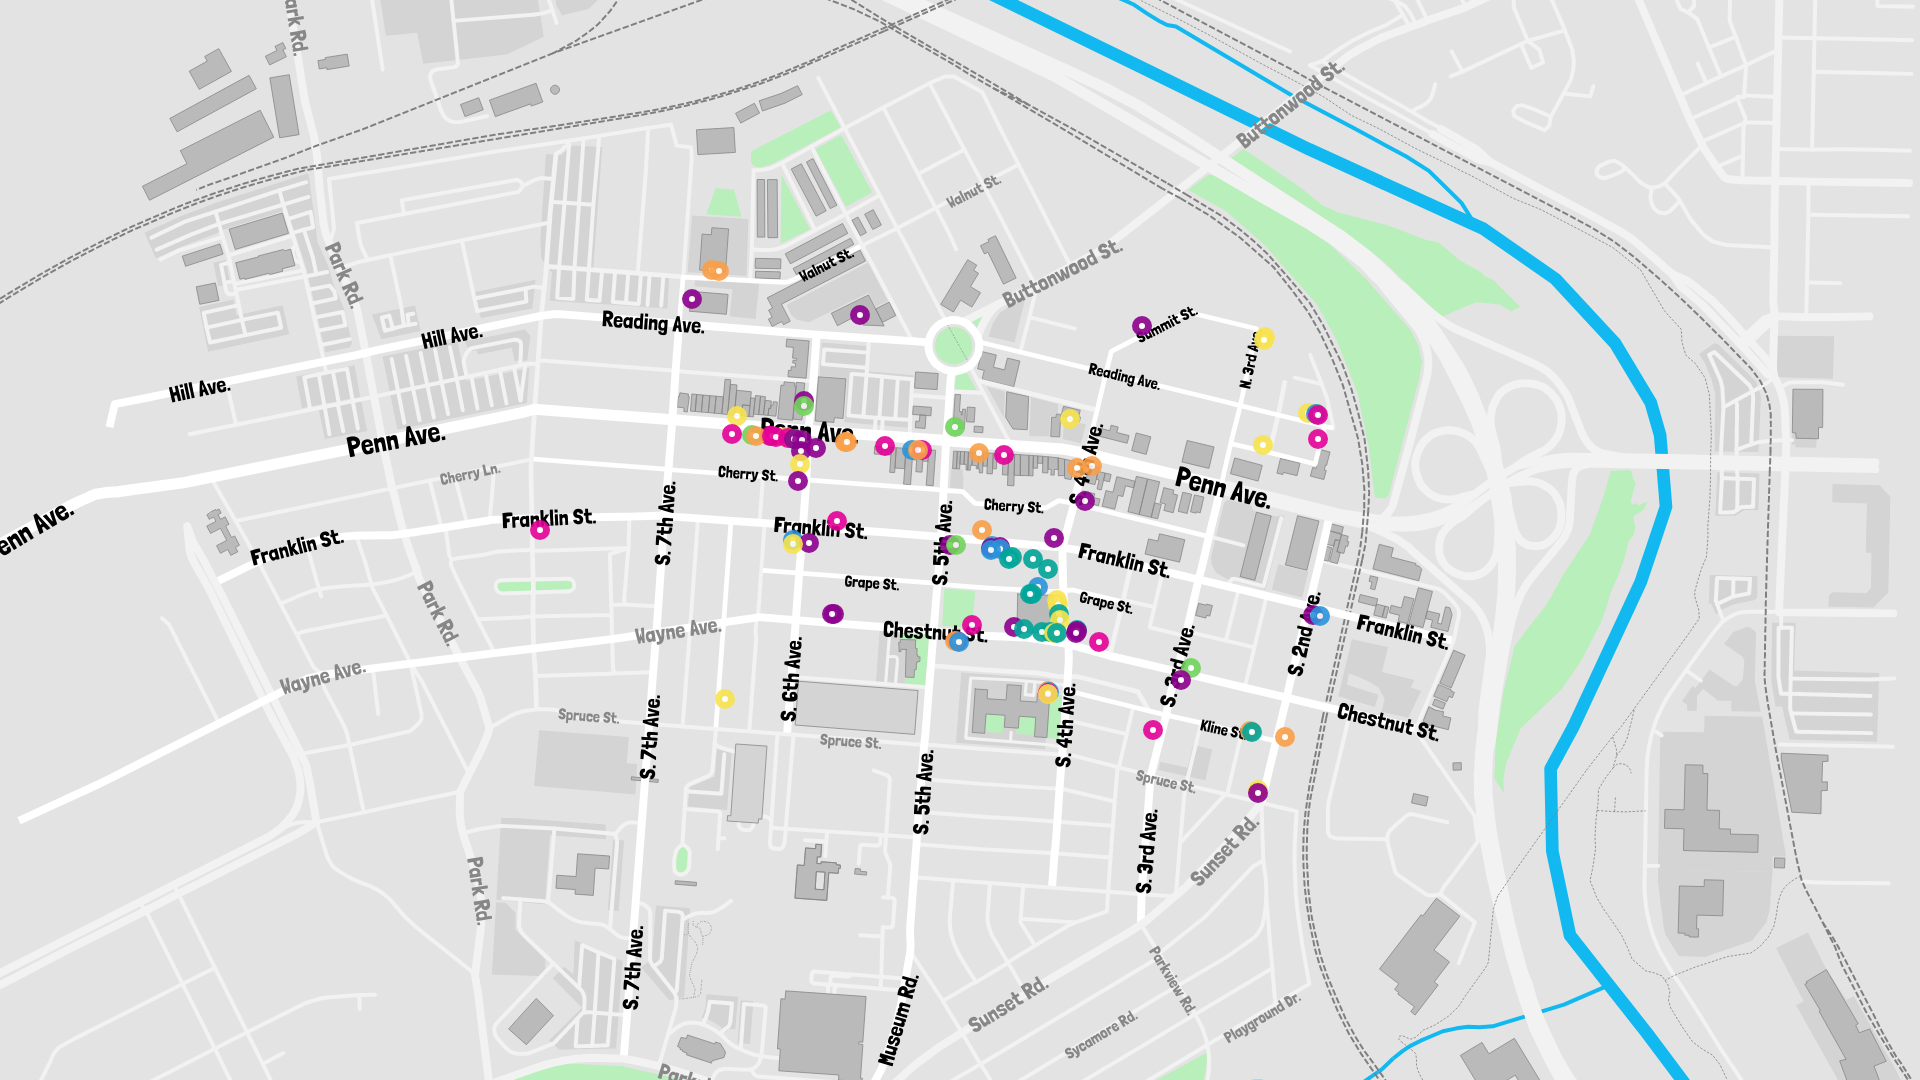 Park Rd.
Buttonwood St.
Walnut St.
Buttonwood St.
Walnut St.
Park Rd.
Summit St.
Reading Ave.
Hill Ave.
N. 3rd Ave.
Reading Ave.
Hill Ave.
Penn Ave.
Penn Ave.
S. 4th Ave.
Cherry Ln.
Cherry St.
Penn Ave.
Cherry St.
Penn Ave.
S. 7th Ave.
Franklin St.
Franklin St.
S. 5th Ave.
Franklin St.
Franklin St.
Grape St.
Grape St.
Park Rd.
Wayne Ave.
Chestnut St.
S. 2nd Ave.
Franklin St.
Wayne Ave.
S. 6th Ave.
S. 3rd Ave.
Spruce St.
S. 7th Ave.
Spruce St.
S. 4th Ave.
Kline St.
Chestnut St.
Spruce St.
S. 5th Ave.
S. 3rd Ave.
Sunset Rd.
Park Rd.
S. 7th Ave.
Museum Rd.
Sunset Rd.
Parkview Rd.
Sycamore Rd.
Playground Dr.
Park